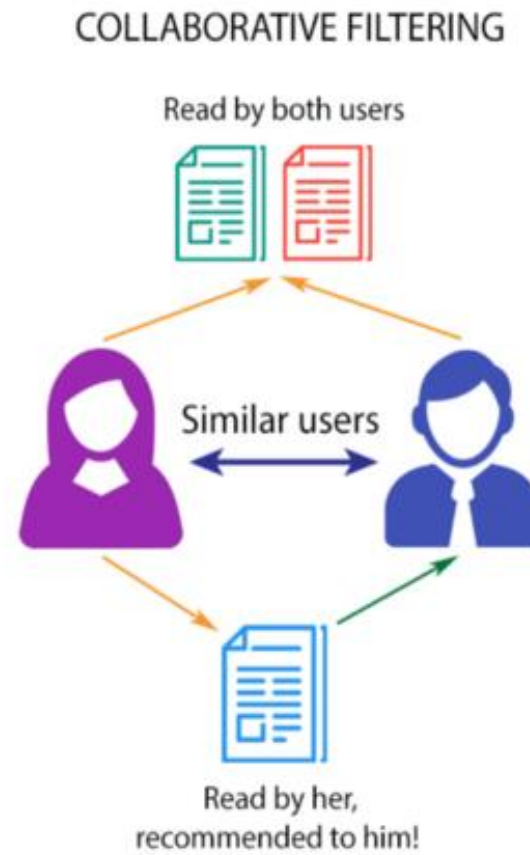 COLLABORATIVE FILTERING
Read by both users
Similar users
Read by her,
recommended to him!